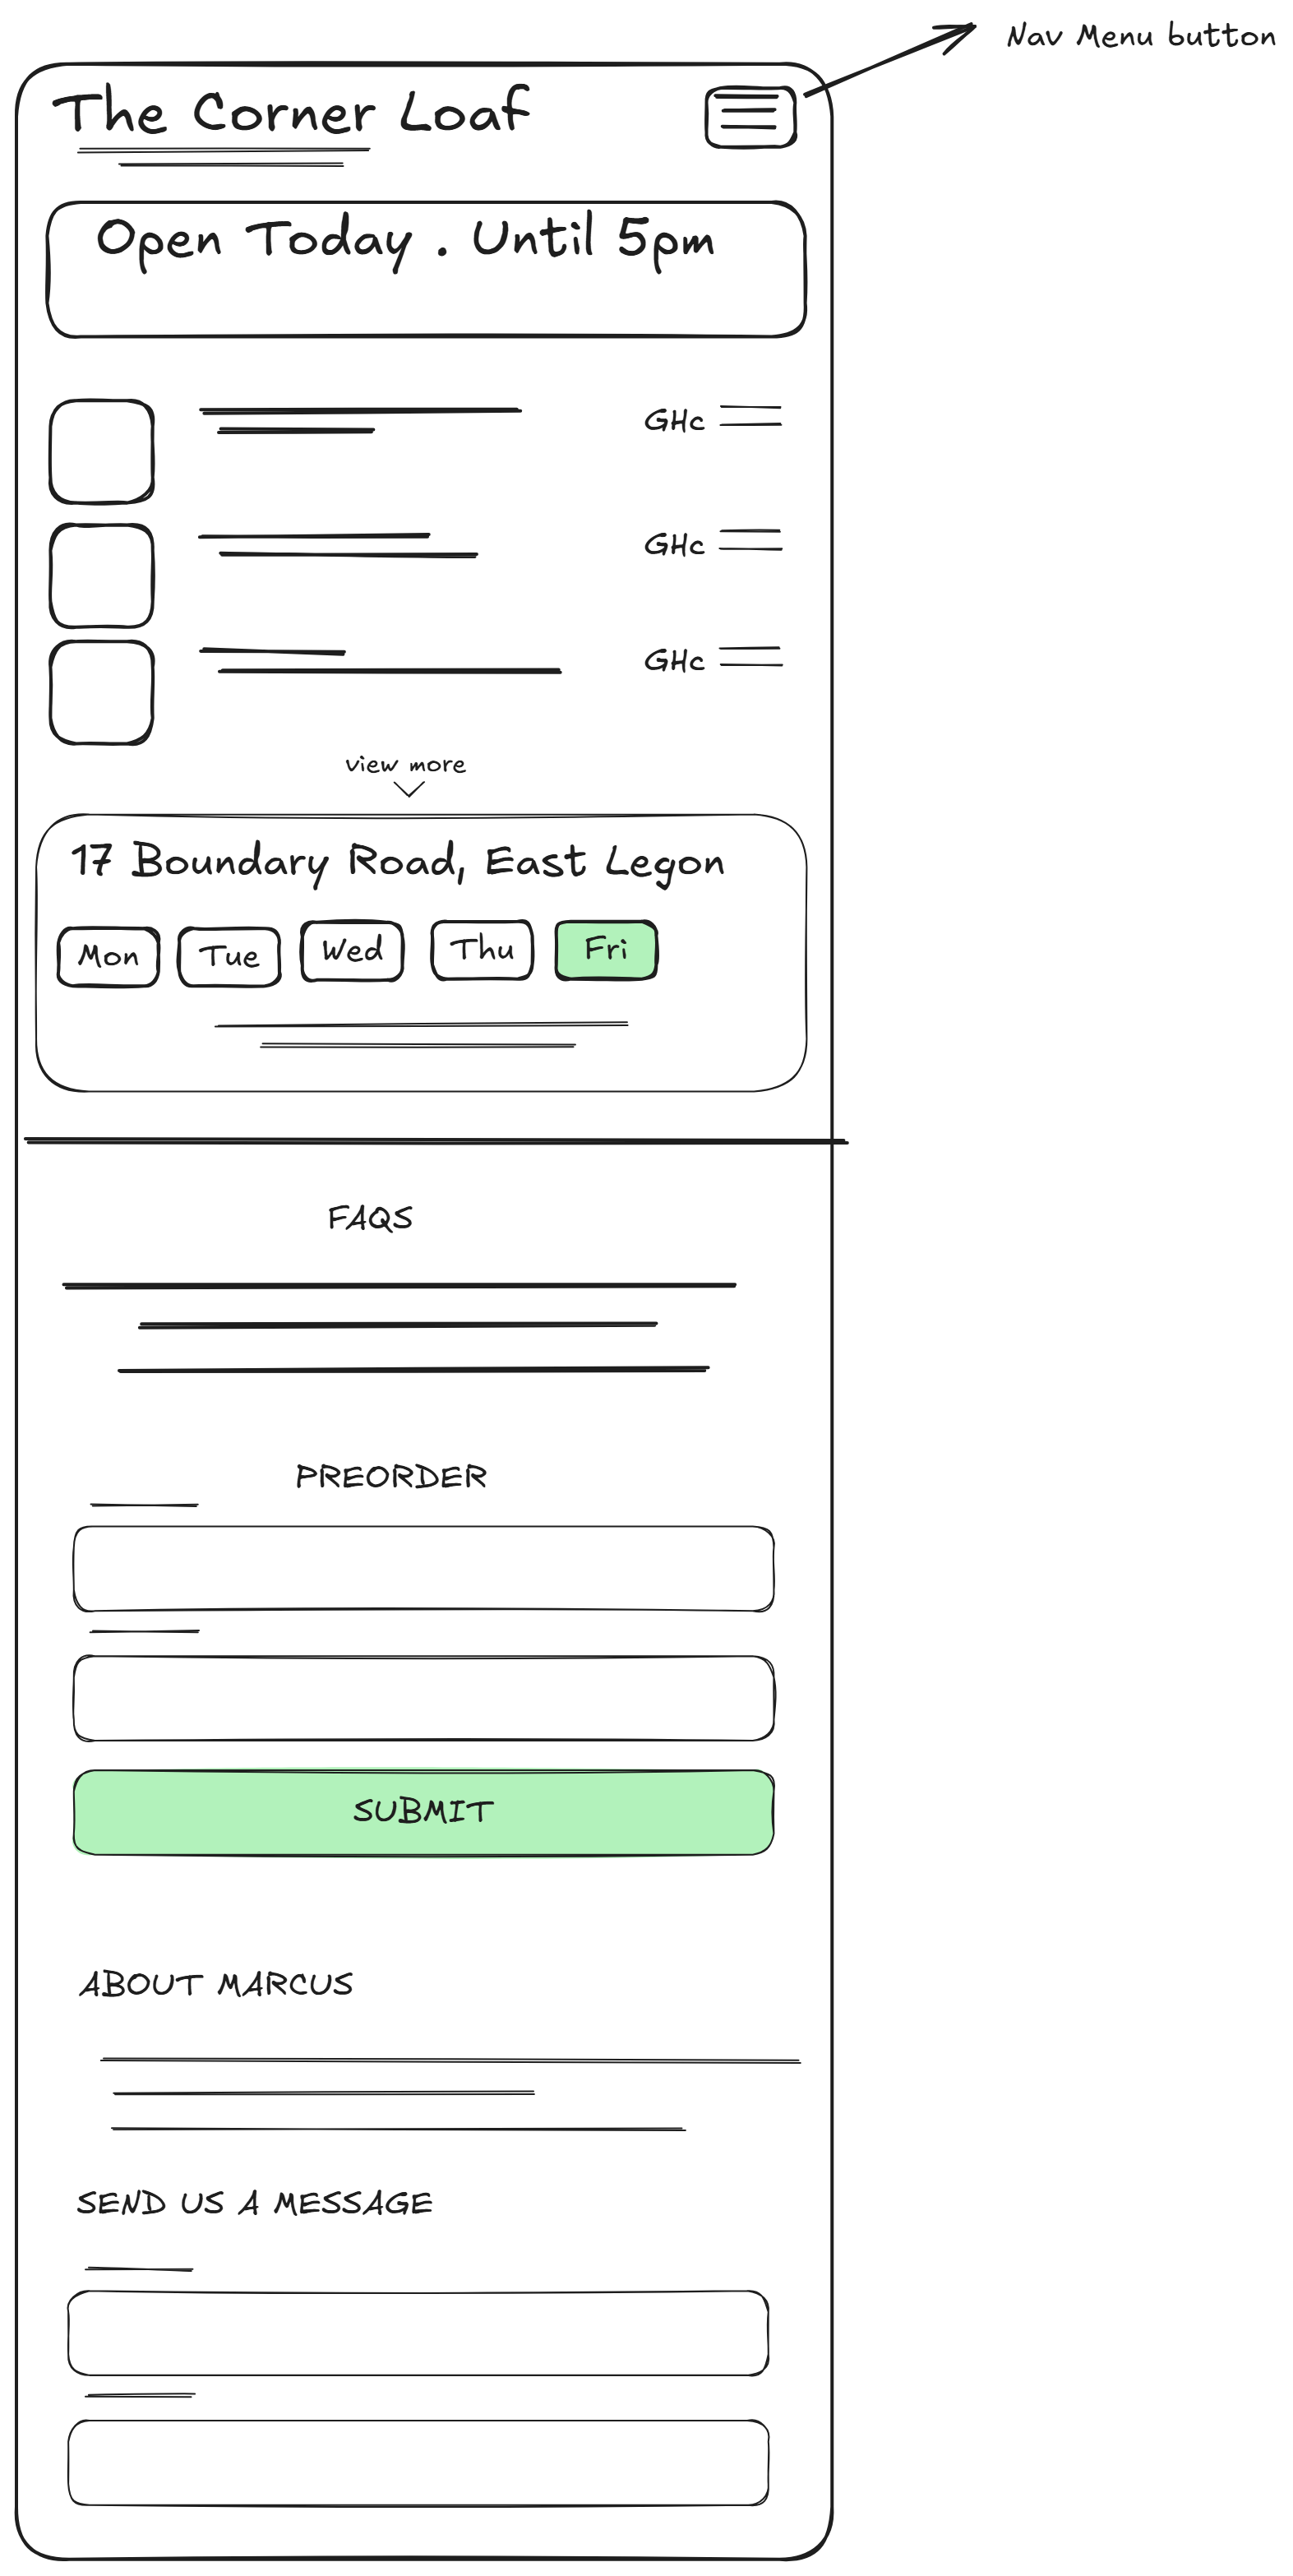 Nav Menu button
The Corner Loaf
Open Today . Until 5pm
GHc
GHc
GHc
view more
17 Boundary Road, East Legon
Mon Tue Wed Thu Fri
FAQS
PREORDER
SUBMIT
ABOUT MARCUS
SEND US A MESSAGE